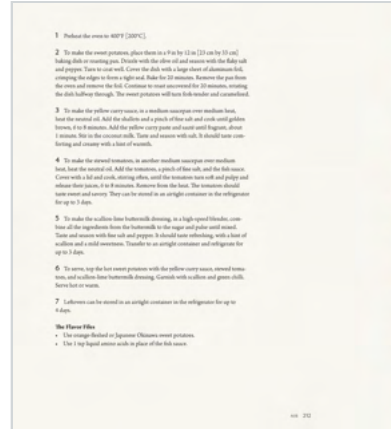 1 Preheat the oven to 400°F [200°C].
2 To make the sweet potatoes, place them in a 9 in by 12 in [23 cm by 33 cm]
baking dish or roasting pan. Drizzle with the olive oil and season with the flaky salt
and pepper. Turn to coat well. Cover the dish with a large sheet of aluminum foil,
crimping the edges to form a tight seal. Bake for 20 minutes. Remove the pan from
the oven and remove the foil. Continue to roast uncovered for 20 minutes, rotating
the dish halfway through. The sweet potatoes will turn fork-tender and caramelized.
3 To make the yellow curry sauce, in a medium saucepan over medium heat,
heat the neutral oil. Add the shallots and a pinch of fine salt and cook until golden
brown, 6 to 8 minutes. Add the yellow curry paste and sauté until fragrant, about
1 minute. Stir in the coconut milk. Taste and season with salt. It should taste com-
forting and creamy with a hint of warmth.
4 To make the stewed tomatoes, in another medium saucepan over medium
heat, heat the neutral oil. Add the tomatoes, a pinch of fine salt, and the fish sauce.
Cover with a lid and cook, stirring often, until the tomatoes turn soft and pulpy and
release their juices, 6 to 8 minutes. Remove from the heat. The tomatoes should
taste sweet and savory. They can be stored in an airtight container in the refrigerator
for up to 3 days.
5 To make the scallion-lime buttermilk dressing, in a high-speed blender, com-
bine all the ingredients from the buttermilk to the sugar and pulse until mixed.
Taste and season with fine salt and pepper. It should taste refreshing, with a hint of
scallion and a mild sweetness. Transfer to an airtight container and refrigerate for
up to 3 days.
6 To serve, top the hot sweet potatoes with the yellow curry sauce, stewed toma-
toes, and scallion-lime buttermilk dressing. Garnish with scallion and green chilli.
Serve hot or warm.
7 Leftovers can be stored in an airtight container in the refrigerator for up to
4 days.
The Flavor Files
• Use orange-fleshed or Japanese Okinawa sweet potatoes.
• Use 1 tsp liquid amino acids in place of the fish sauce.
252